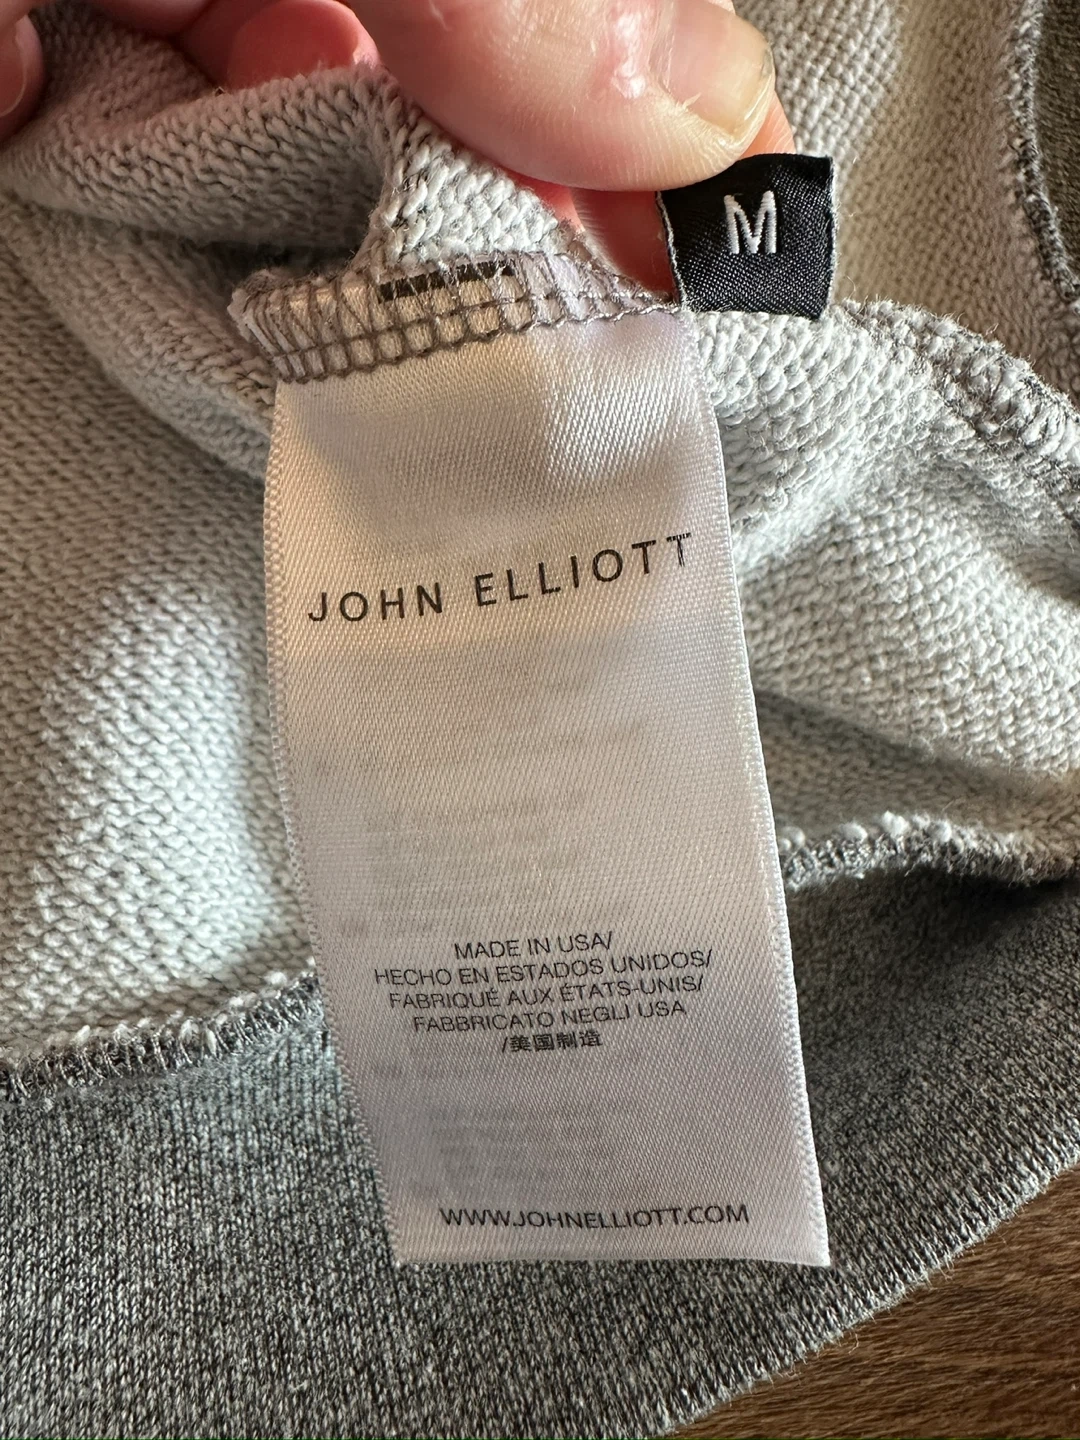 M
JOHN ELLIOTT
MADE IN USA/
HECHO EN ESTADOS UNIDOS/
FABRIQUÉ AUX ÉTATS-UNIS/
FABBRICATO NEGLI USA
/美国制造
WWW.JOHNELLIOTT.COM